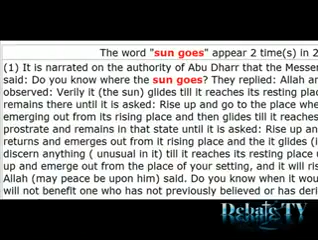 The word "sun goes" appear 2 time(s) in 2
(1) It is narrated on the authority of Abu Dharr that the Messen
said: Do you know where the sun goes? They replied: Allah ar
observed: Verily it (the sun) glides till it reaches its resting plac
remains there until it is asked: Rise up and go to the place whe
emerging out from its rising place and then glides till it reaches
prostrate and remains in that state until it is asked: Rise up an
returns and emerges out from it rising place and the it glides (i
discern anything ( unusual in it) till it reaches its resting place
up and emerge out from the place of your setting, and it will ris
Allah (may peace be upon him) said. Do you know when it wou
will not benefit one who has not previously believed or has deri
Debate TV